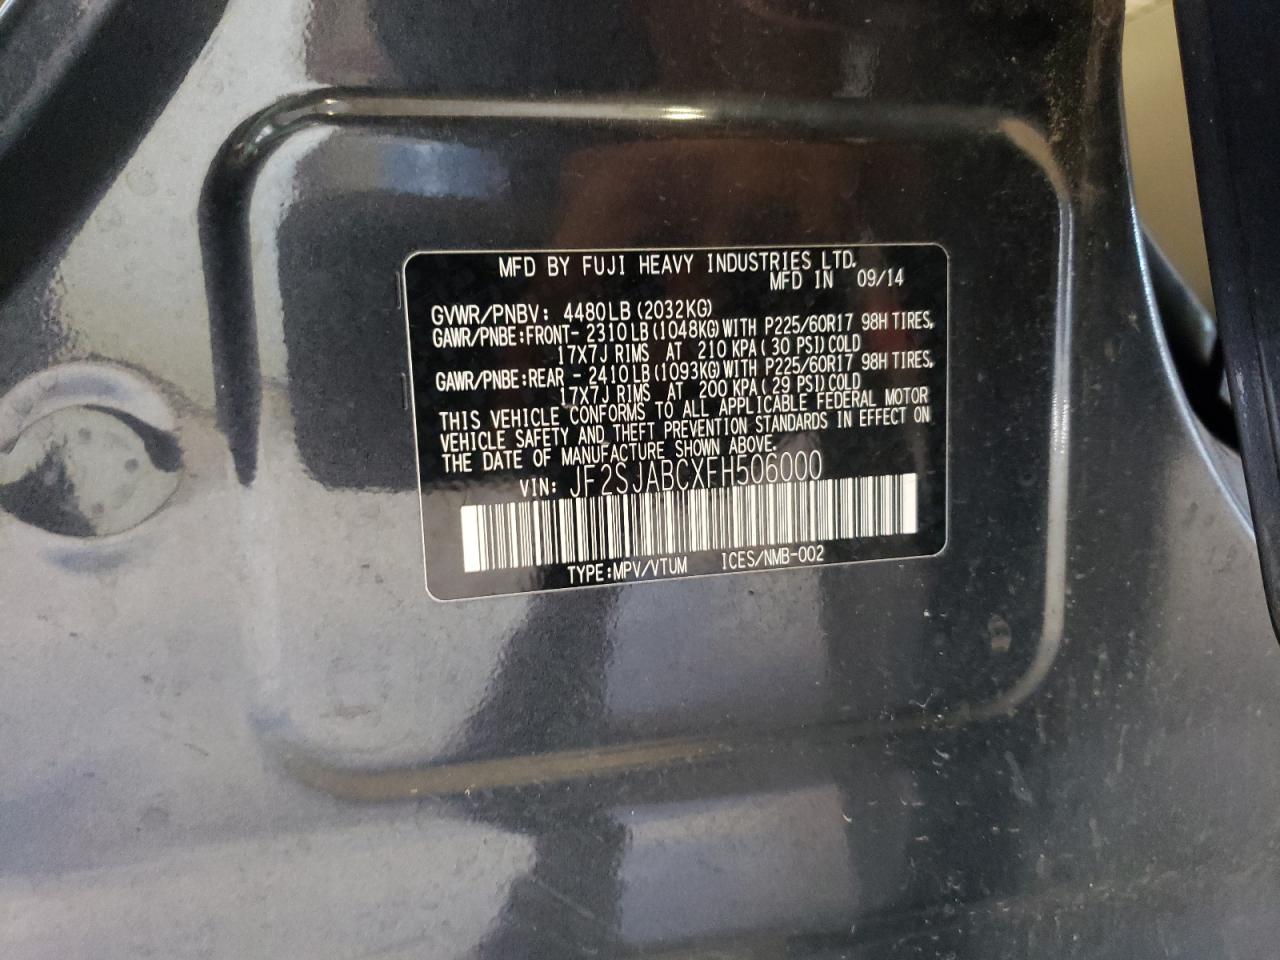 MFD BY FUJI HEAVY INDUSTRIES LTD.
MFD IN 09/14
GVWR/PNBV: 4480LB (2032KG)
GAWR/PNBE:FRONT- 2310LB (1048KG) WITH P225/60R17 98H TIRES,
17X7J RIMS AT 210 KPA ( 30 PSI) COLD
GAWR/PNBE:REAR - 2410LB (1093KG) WITH P225/60R17 98H TIRES,
17X7J RIMS AT 200 KPA ( 29 PSI) COLD
THIS VEHICLE CONFORMS TO ALL APPLICABLE FEDERAL MOTOR
VEHICLE SAFETY AND THEFT PREVENTION STANDARDS IN EFFECT ON
THE DATE OF MANUFACTURE SHOWN ABOVE.
VIN: JF2SJABCXFH506000
TYPE:MPV/VTUM ICES/NMB-002